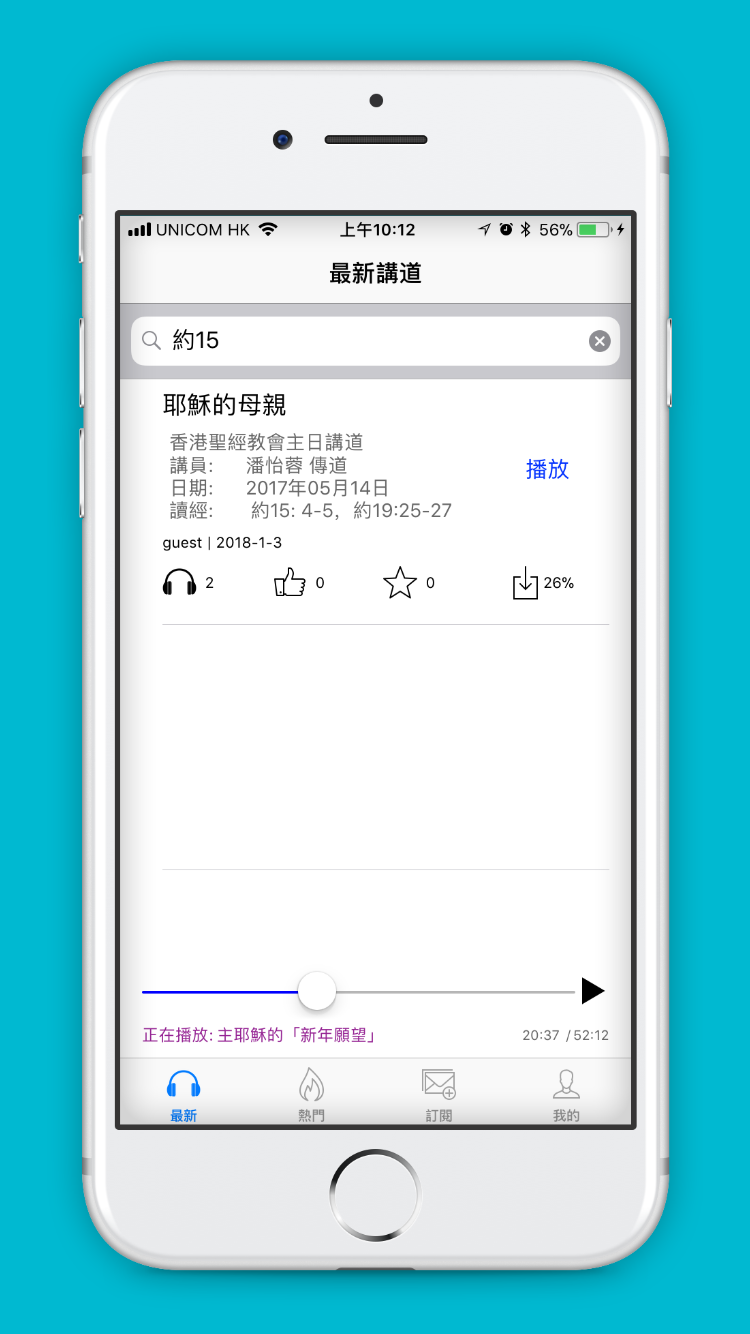 UNICOM HK 上午10:12 56%
最新講道
約15
耶穌的母親
香港聖經教會主日講道
講員: 潘怡蓉 傳道
日期: 2017年05月14日
讀經: 約15: 4-5, 約19:25-27
播放
guest | 2018-1-3
2 0 0 26%
正在播放: 主耶穌的「新年願望」 20:37 / 52:12
最新 熱門 訂閱 我的